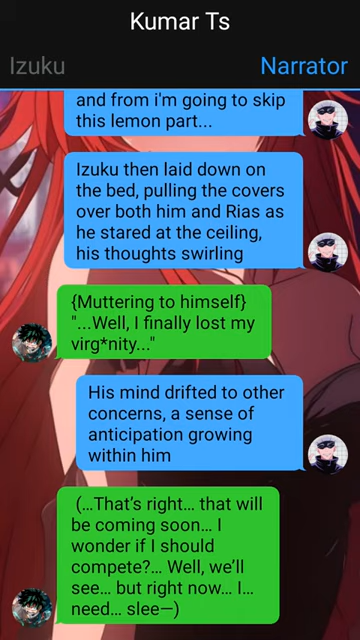 Kumar Ts
Izuku
Narrator
and from i'm going to skip
this lemon part...
Izuku then laid down on
the bed, pulling the covers
over both him and Rias as
he stared at the ceiling,
his thoughts swirling
{Muttering to himself}
"...Well, I finally lost my
virg*nity..."
His mind drifted to other
concerns, a sense of
anticipation growing
within him
(…That’s right… that will
be coming soon… I
wonder if I should
compete?… Well, we’ll
see… but right now… I…
need… slee—)